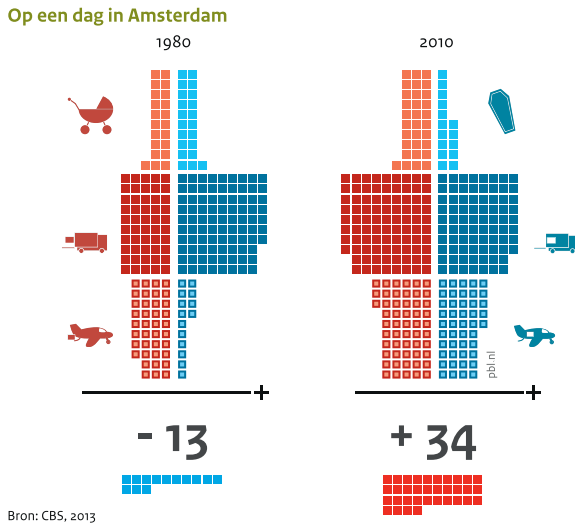 Op een dag in Amsterdam
1980
2010
pbl.nl
- 13
+ 34
Bron: CBS, 2013